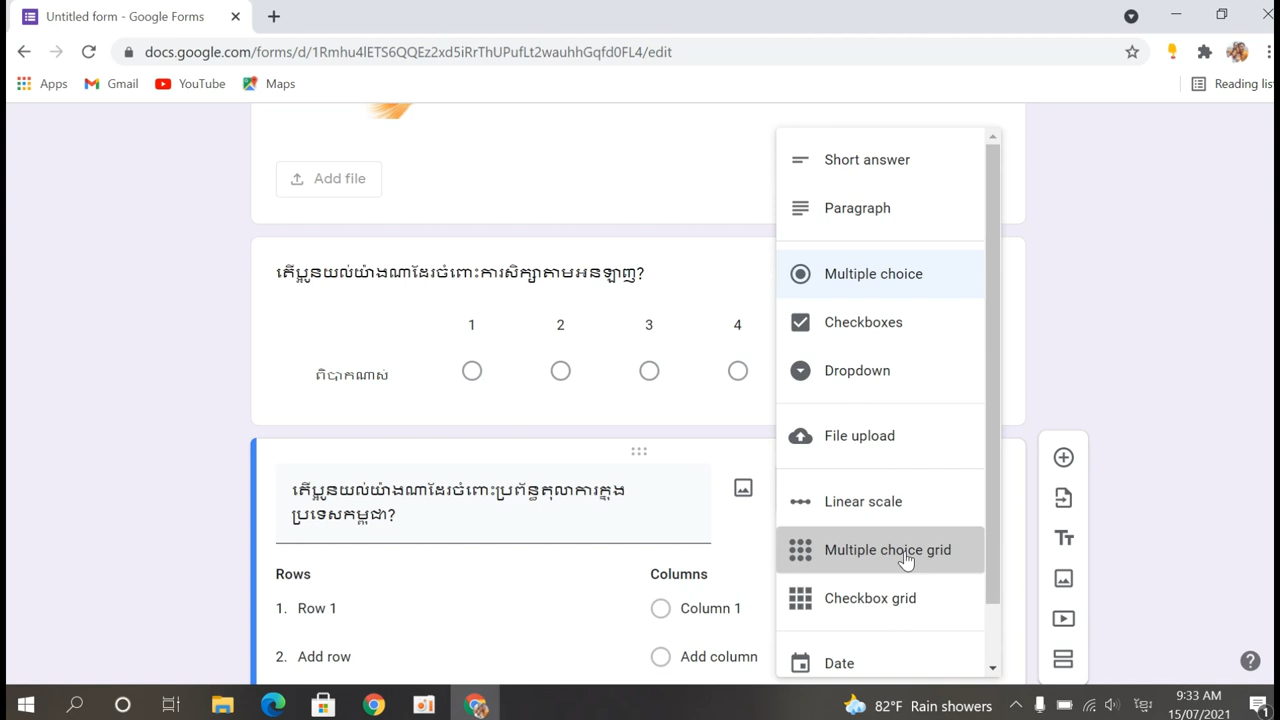 Untitled form - Google Forms
docs.google.com/forms/d/1Rmhu4lETS6QQEz2xd5iRrThUPufLt2wauhhGqfd0FL4/edit
Apps
Gmail
YouTube
Maps
Reading lis
Add file
តើប្អូនយល់យ៉ាងណាដែរចំពោះការសិក្សាតាមអនឡាញ?
1 2 3 4
ពិបាកណាស់
តើប្អូនយល់យ៉ាងណាដែរចំពោះប្រព័ន្ធតុលាការក្នុង
ប្រទេសកម្ពុជា?
Rows
Columns
1. Row 1
Column 1
2. Add row
Add column
Short answer
Paragraph
Multiple choice
Checkboxes
Dropdown
File upload
Linear scale
Multiple choice grid
Checkbox grid
Date
82°F Rain showers
9:33 AM
15/07/2021
1